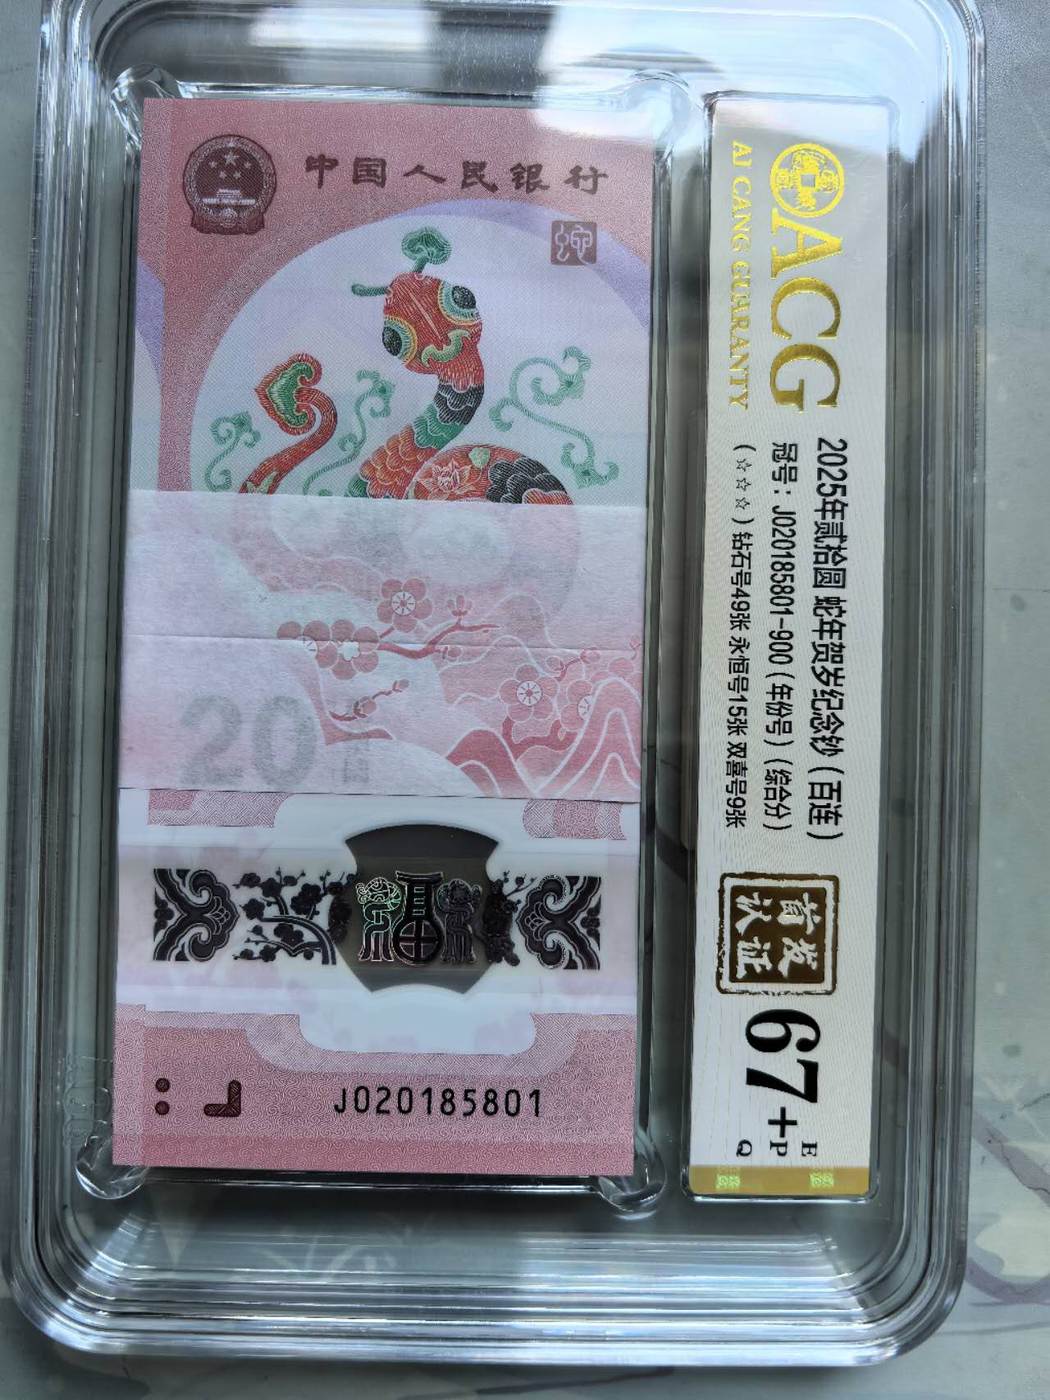 中国人民银行
蛇
20
福
J020185801
ACG
AI CANG GUARANTY
2025年贰拾圆 蛇年贺岁纪念钞（百连）
冠号：J020185801-900（年份号）（综合分）
（☆☆☆）钻石号49张 永恒号15张 双喜号9张
首发
认证
67+
E
P
Q